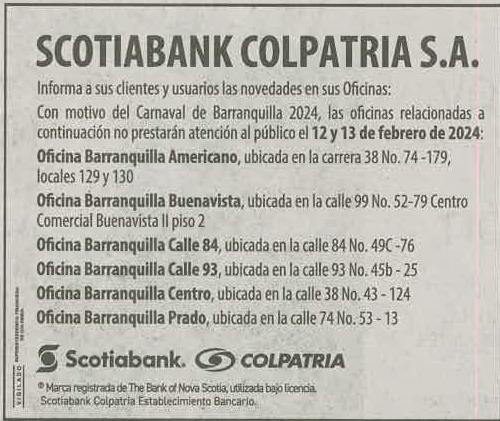 SCOTIABANK COLPATRIA S.A.
Informa a sus clientes y usuarios las novedades en sus Oficinas:
Con motivo del Carnaval de Barranquilla 2024, las oficinas relacionadas a
continuación no prestarán atención al público el 12 y 13 de febrero de 2024:
Oficina Barranquilla Americano, ubicada en la carrera 38 No. 74 -179,
locales 129 y 130
Oficina Barranquilla Buenavista, ubicada en la calle 99 No. 52-79 Centro
Comercial Buenavista II piso 2
Oficina Barranquilla Calle 84, ubicada en la calle 84 No. 49C -76
Oficina Barranquilla Calle 93, ubicada en la calle 93 No. 45b - 25
Oficina Barranquilla Centro, ubicada en la calle 38 No. 43 - 124
Oficina Barranquilla Prado, ubicada en la calle 74 No. 53 - 13
Scotiabank. COLPATRIA
® Marca registrada de The Bank of Nova Scotia, utilizada bajo licencia.
Scotiabank Colpatria Establecimiento Bancario.
VIGILADO SUPERINTENDENCIA FINANCIERA
DE COLOMBIA